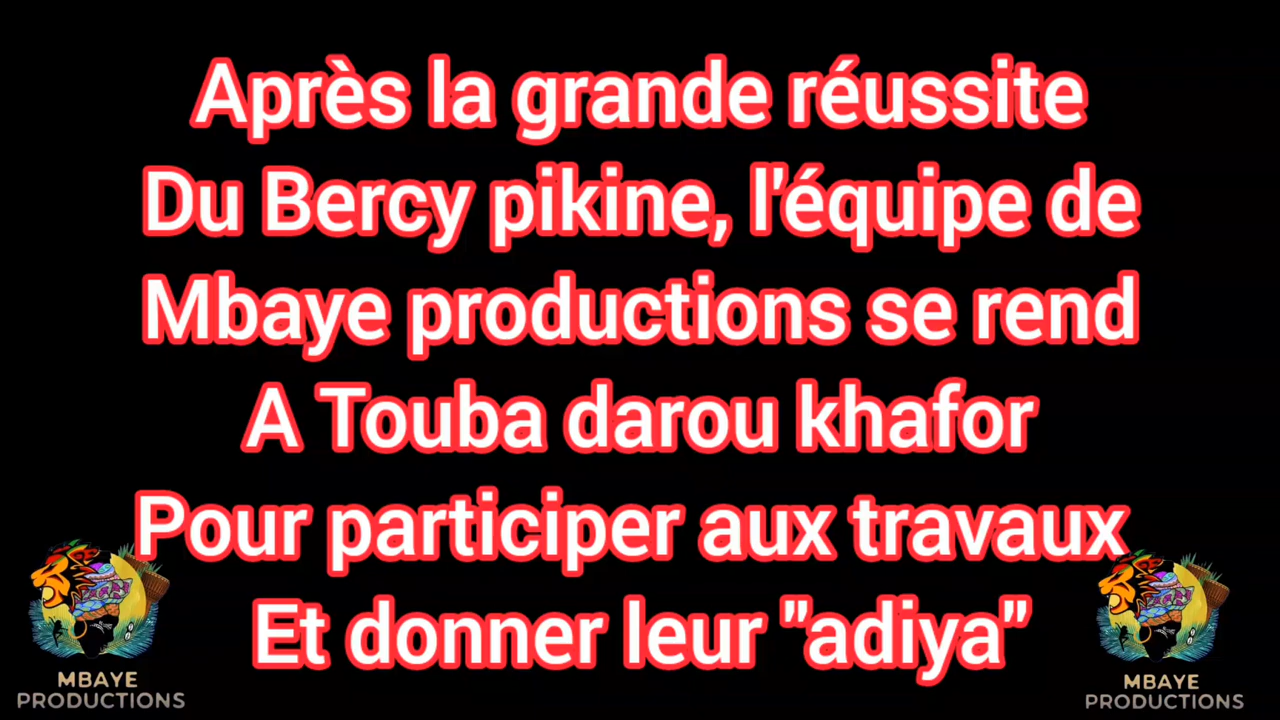 Après la grande réussite
Du Bercy pikine, l'équipe de
Mbaye productions se rend
A Touba darou khafor
Pour participer aux travaux
Et donner leur "adiya"
MBAYE
PRODUCTIONS
MBAYE
PRODUCTIONS